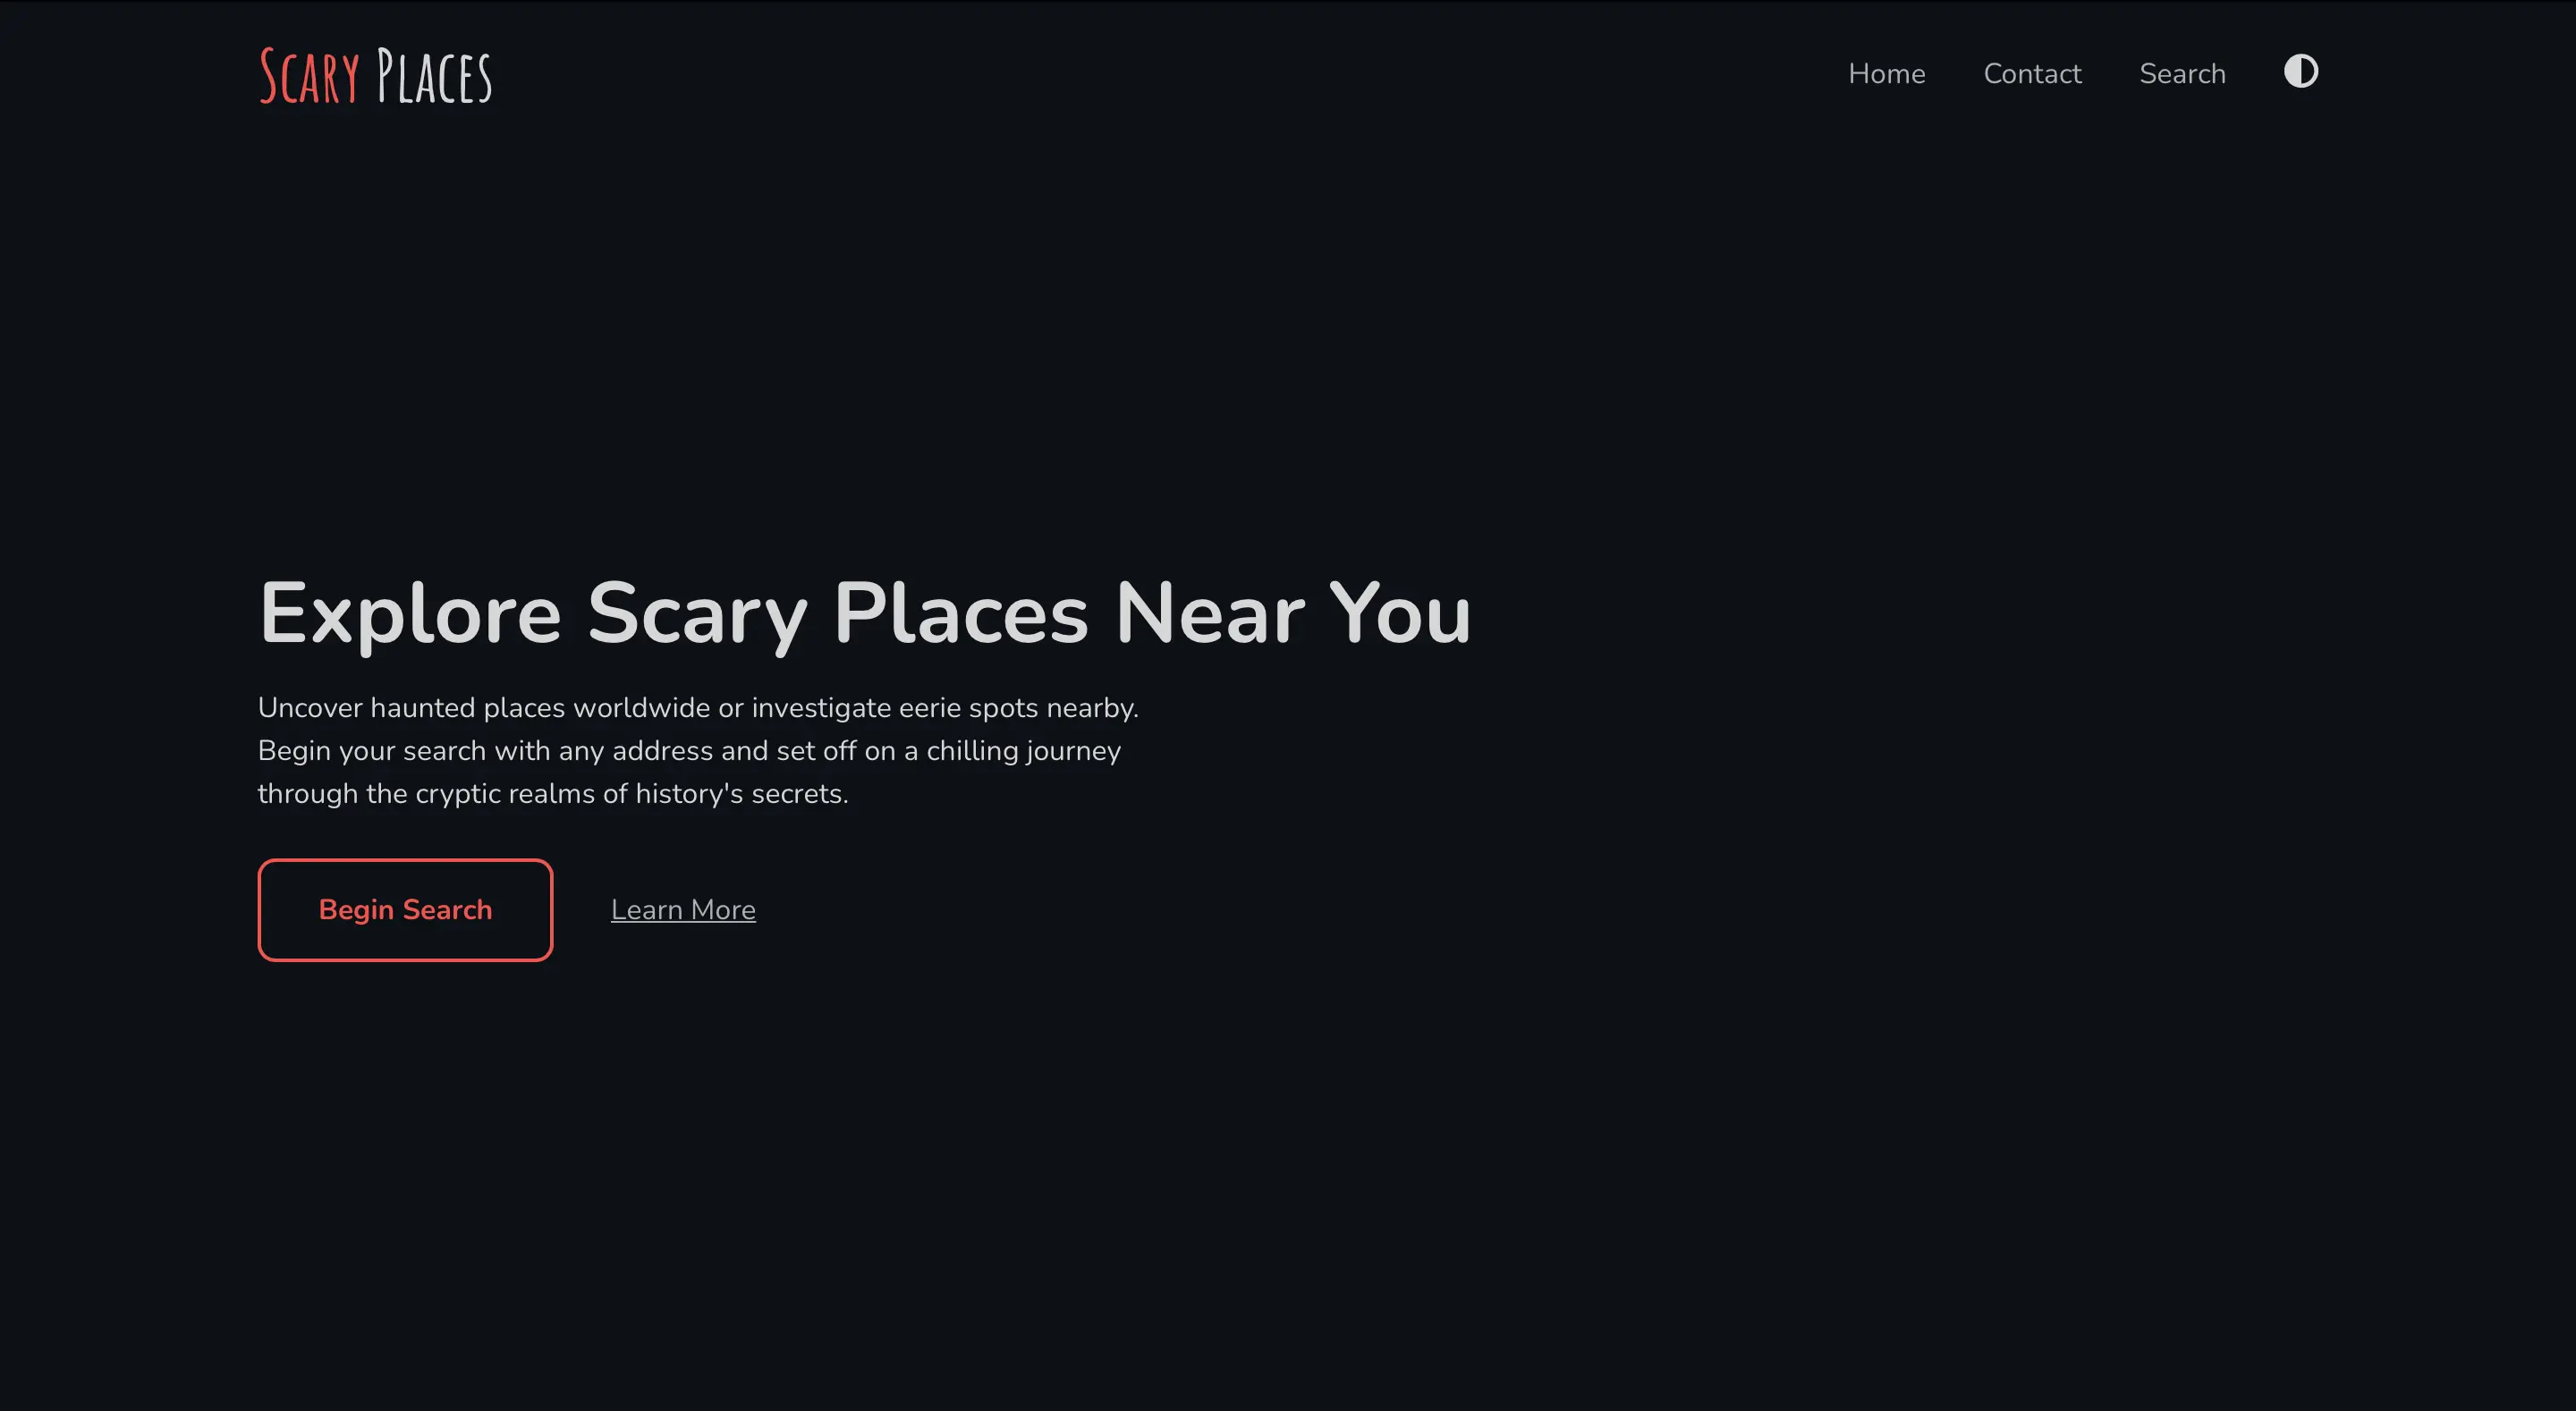 Scary Places
Home
Contact
Search
Explore Scary Places Near You
Uncover haunted places worldwide or investigate eerie spots nearby.
Begin your search with any address and set off on a chilling journey
through the cryptic realms of history's secrets.
Begin Search
Learn More